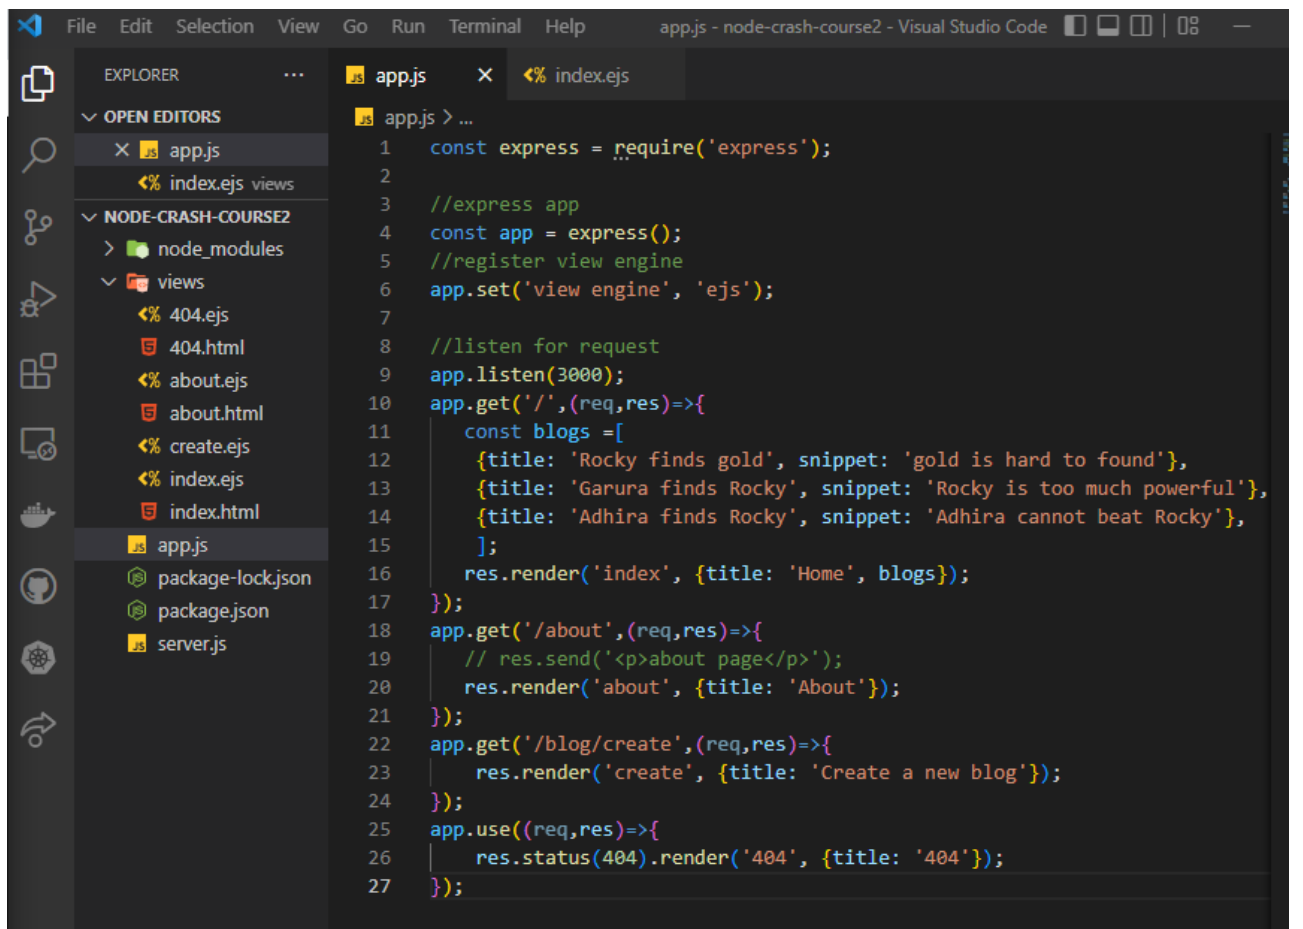 File Edit Selection View Go Run Terminal Help app.js - node-crash-course2 - Visual Studio Code
EXPLORER ...
OPEN EDITORS
app.js
index.ejs views
NODE-CRASH-COURSE2
node_modules
views
404.ejs
404.html
about.ejs
about.html
create.ejs
index.ejs
index.html
app.js
package-lock.json
package.json
server.js
app.js index.ejs
app.js > ...
1 const express = require('express');
2
3 //express app
4 const app = express();
5 //register view engine
6 app.set('view engine', 'ejs');
7
8 //listen for request
9 app.listen(3000);
10 app.get('/',(req,res)=>{
11 const blogs =[
12 {title: 'Rocky finds gold', snippet: 'gold is hard to found'},
13 {title: 'Garura finds Rocky', snippet: 'Rocky is too much powerful'},
14 {title: 'Adhira finds Rocky', snippet: 'Adhira cannot beat Rocky'},
15 ];
16 res.render('index', {title: 'Home', blogs});
17 });
18 app.get('/about',(req,res)=>{
19 // res.send('<p>about page</p>');
20 res.render('about', {title: 'About'});
21 });
22 app.get('/blog/create',(req,res)=>{
23 res.render('create', {title: 'Create a new blog'});
24 });
25 app.use((req,res)=>{
26 res.status(404).render('404', {title: '404'});
27 });